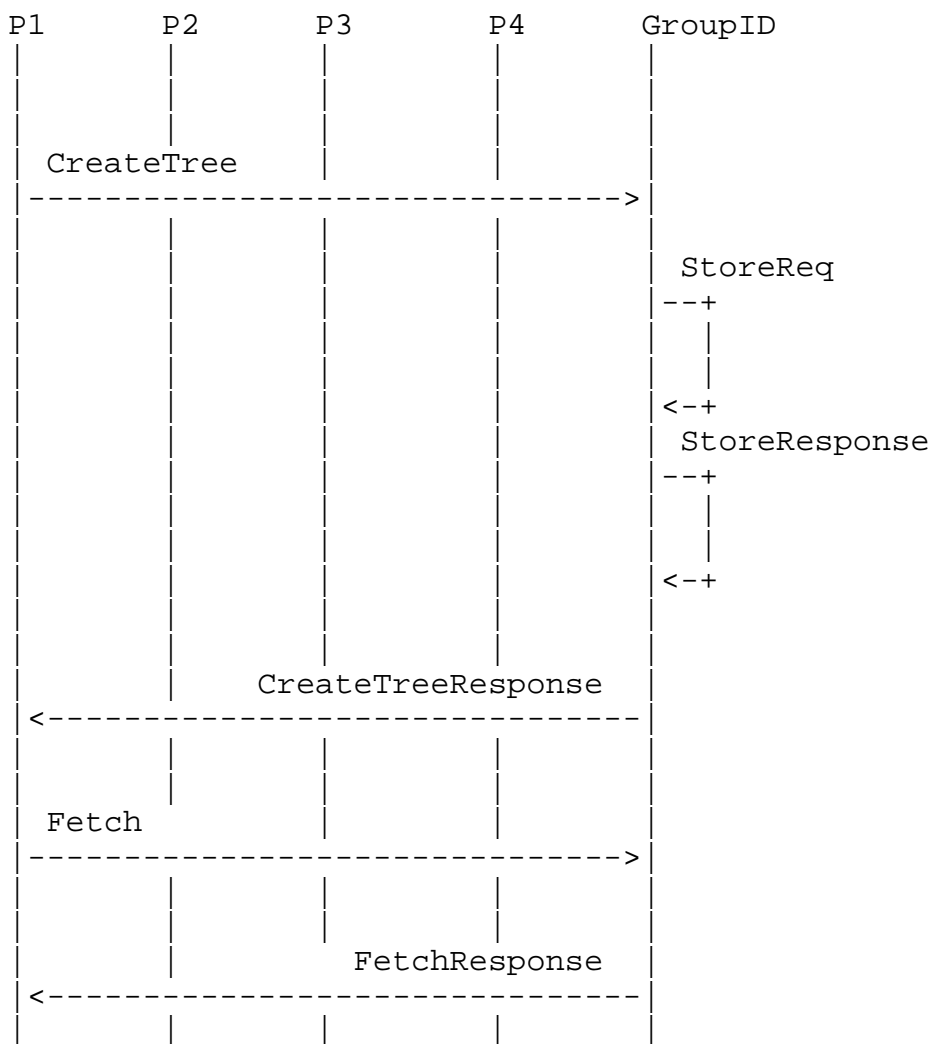 P1 P2 P3 P4 GroupID
CreateTree
StoreReq
StoreResponse
CreateTreeResponse
Fetch
FetchResponse